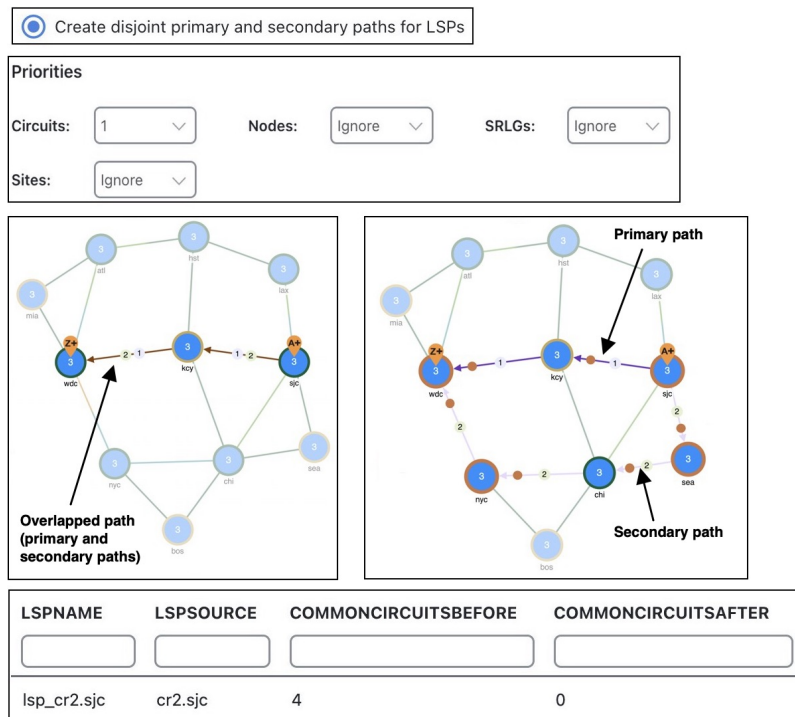 Create disjoint primary and secondary paths for LSPs
Priorities
Circuits: 1 Nodes: Ignore SRLGs: Ignore
Sites: Ignore
3
hst
3
atl
3
lax
3
mia
Z+
3
wdc
2 - 1
3
kcy
1 - 2
A+
3
sjc
3
sea
3
nyc
3
chi
3
bos
Overlapped path
(primary and
secondary paths)
Primary path
3
hst
3
atl
3
lax
3
mia
Z+
3
wdc
1
3
kcy
1
A+
3
sjc
2
2
3
nyc
2
3
chi
2
3
sea
3
bos
Secondary path
LSPNAME LSPSOURCE COMMONCIRCUITSBEFORE COMMONCIRCUITSAFTER
lsp_cr2.sjc cr2.sjc 4 0